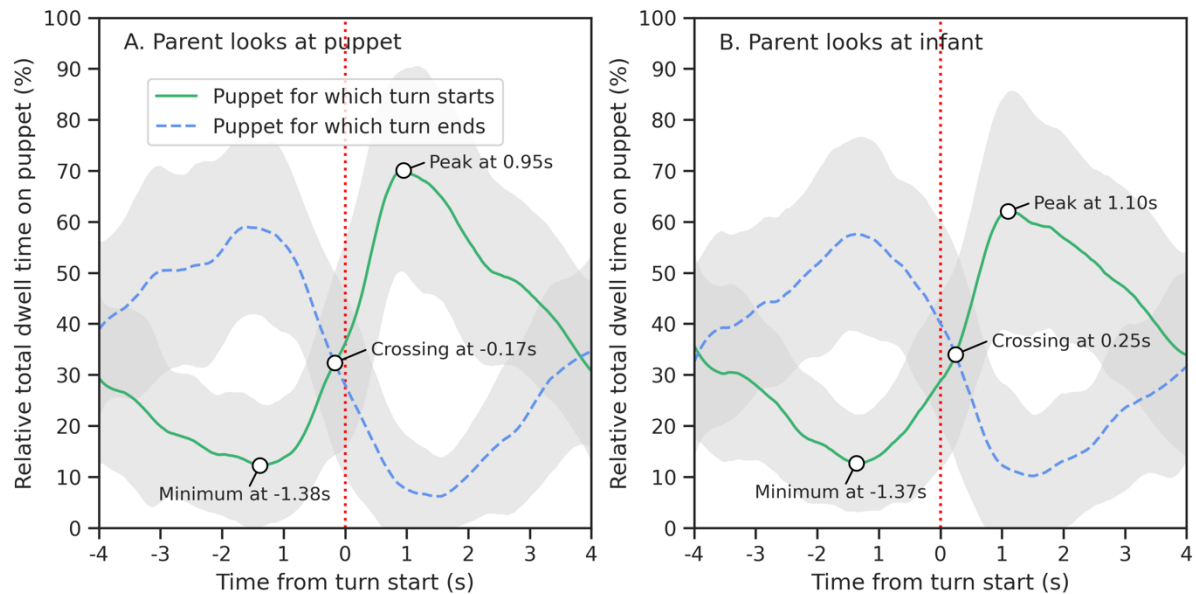 A. Parent looks at puppet
Puppet for which turn starts
Puppet for which turn ends
Peak at 0.95s
Crossing at -0.17s
Minimum at -1.38s
Relative total dwell time on puppet (%)
100
90
80
70
60
50
40
30
20
10
0
-4 -3 -2 1 0 1 2 3 4
Time from turn start (s)
B. Parent looks at infant
Peak at 1.10s
Crossing at 0.25s
Minimum at -1.37s
Relative total dwell time on puppet (%)
100
90
80
70
60
50
40
30
20
10
0
-4 -3 -2 1 0 1 2 3 4
Time from turn start (s)